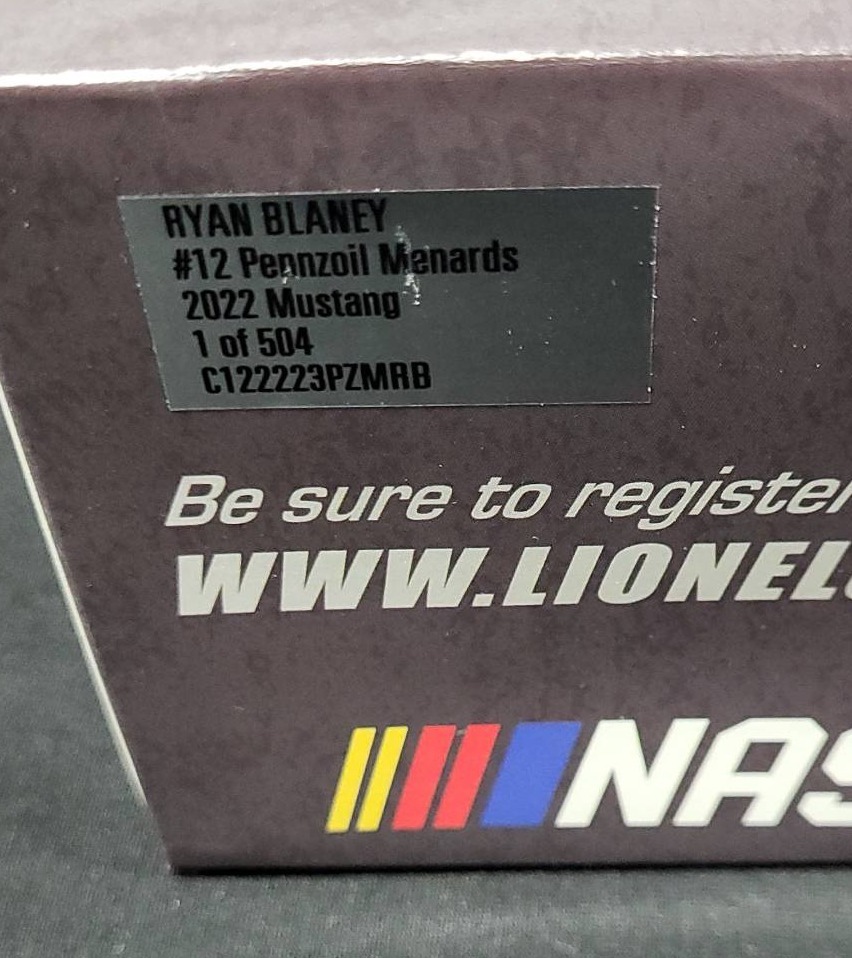 RYAN BLANEY
#12 Pennzoil Menards
2022 Mustang
1 of 504
C122223PZMRB
Be sure to register
WWW.LIONEL
NAS